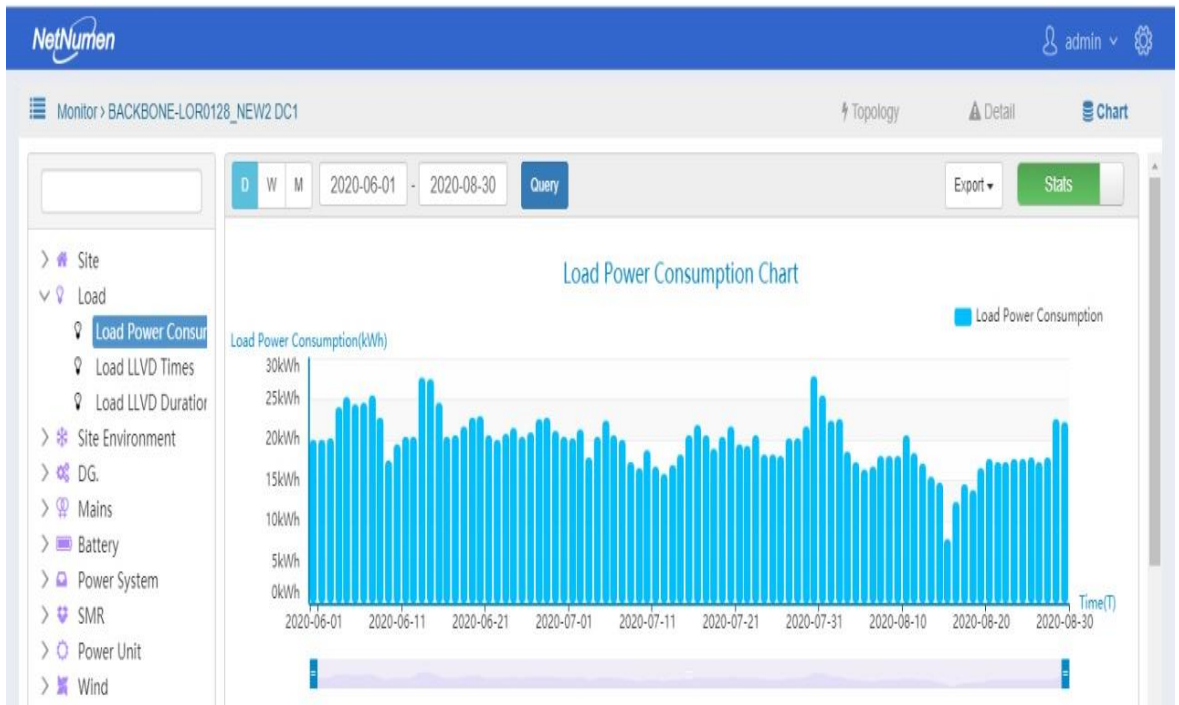 NetNumen
admin
Monitor > BACKBONE-LOR0128_NEW2 DC1
Topology
Detail
Chart
D W M 2020-06-01 - 2020-08-30 Query
Export
Stats
Site
Load
Load Power Consur
Load LLVD Times
Load LLVD Duration
Site Environment
DG.
Mains
Battery
Power System
SMR
Power Unit
Wind
Load Power Consumption Chart
Load Power Consumption
Load Power Consumption(kWh)
30kWh
25kWh
20kWh
15kWh
10kWh
5kWh
0kWh
Time(T)
2020-06-01 2020-06-11 2020-06-21 2020-07-01 2020-07-11 2020-07-21 2020-07-31 2020-08-10 2020-08-20 2020-08-30